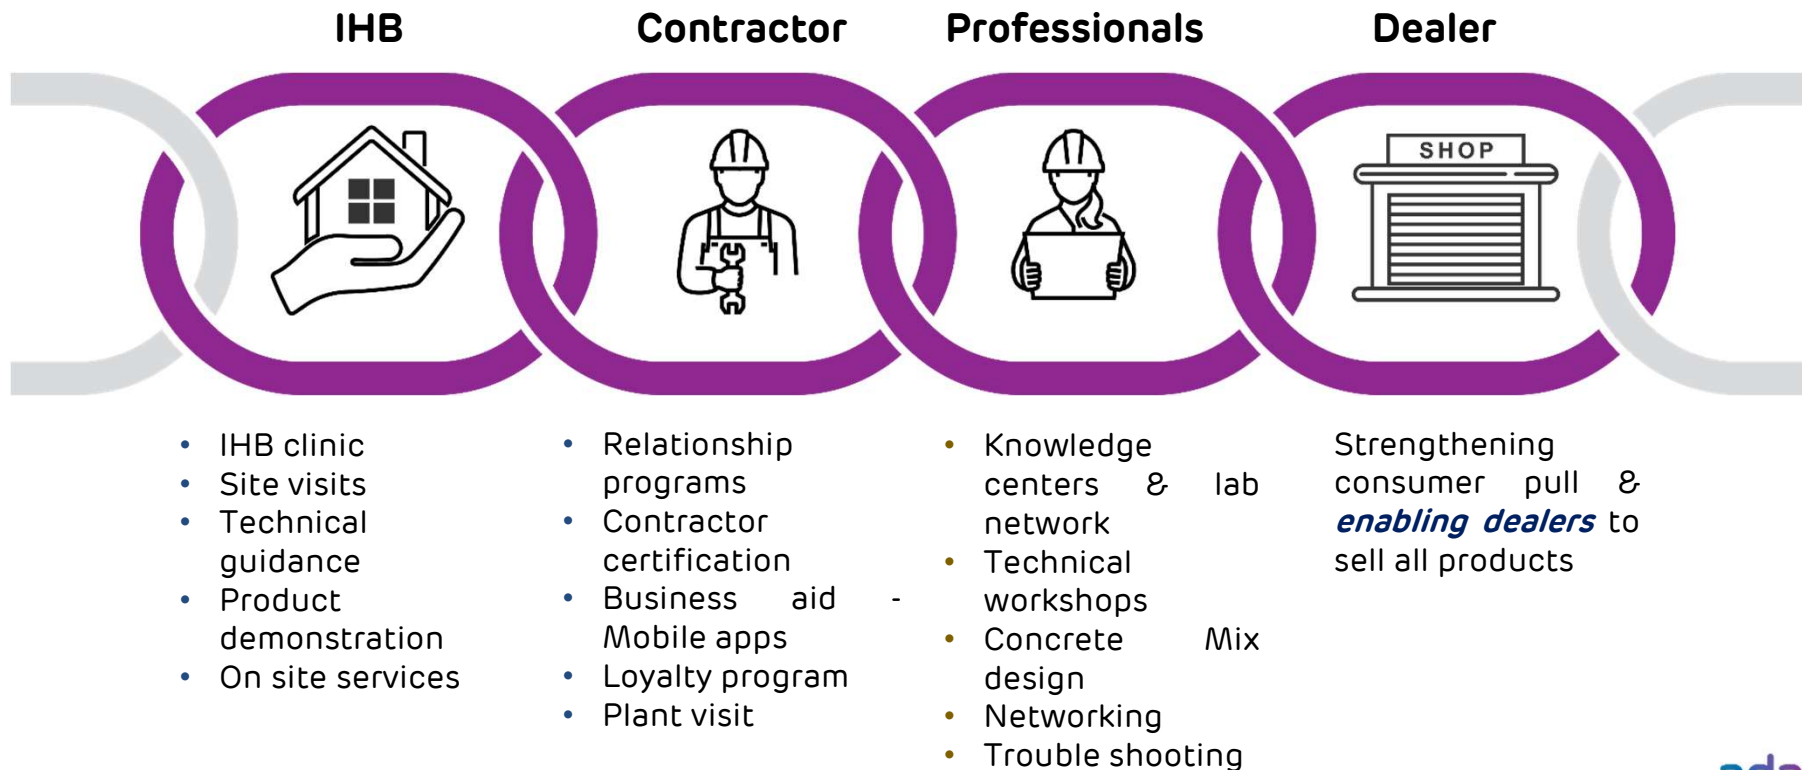 IHB
Contractor
Professionals
Dealer
SHOP
• IHB clinic
• Site visits
• Technical
guidance
• Product
demonstration
• On site services
• Relationship
programs
• Contractor
certification
• Business aid -
Mobile apps
• Loyalty program
• Plant visit
• Knowledge
centers & lab
network
• Technical
workshops
• Concrete Mix
design
• Networking
• Trouble shooting
Strengthening
consumer pull &
enabling dealers to
sell all products